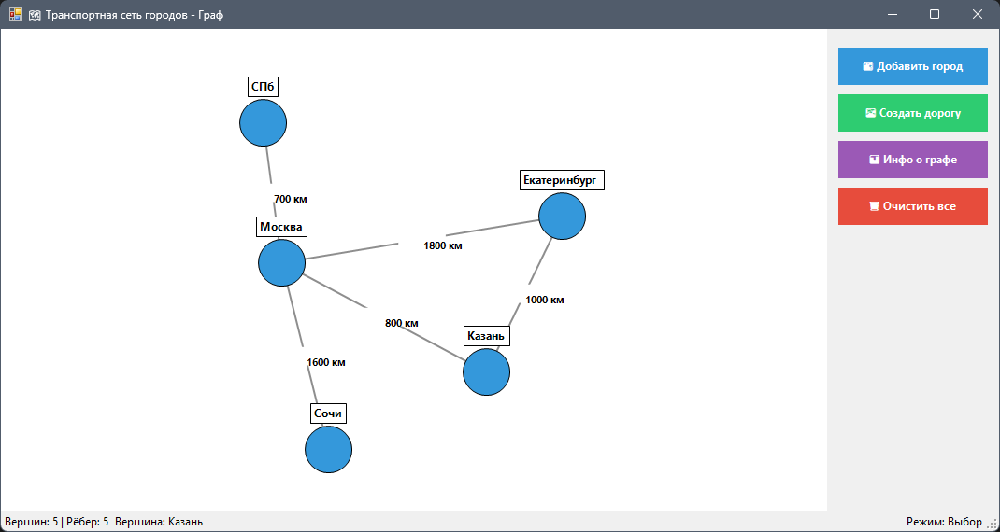 Транспортная сеть городов - Граф
СПб
700 км
Москва
Екатеринбург
1800 км
1000 км
800 км
Казань
1600 км
Сочи
Добавить город
Создать дорогу
Инфо о графе
Очистить всё
Вершин: 5 | Рёбер: 5 Вершина: Казань
Режим: Выбор